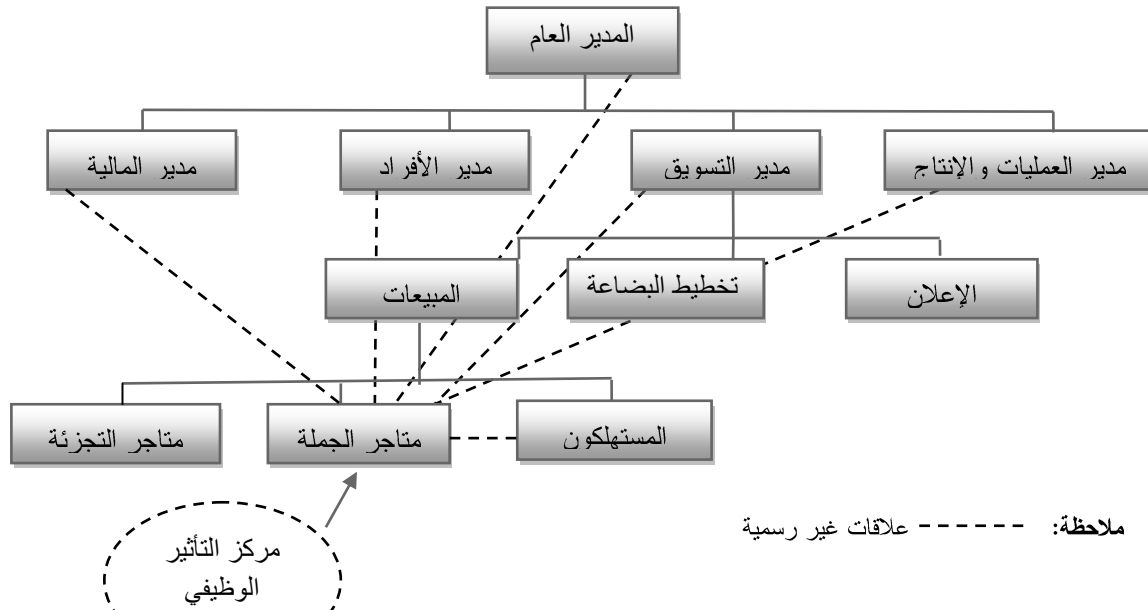 المدير العام
مدير العمليات والإنتاج
مدير التسويق
مدير الأفراد
مدير المالية
الإعلان
تخطيط البضاعة
المبيعات
المستهلكون
متاجر الجملة
متاجر التجزئة
ملاحظة: علاقات غير رسمية
مركز التأثير
الوظيفي